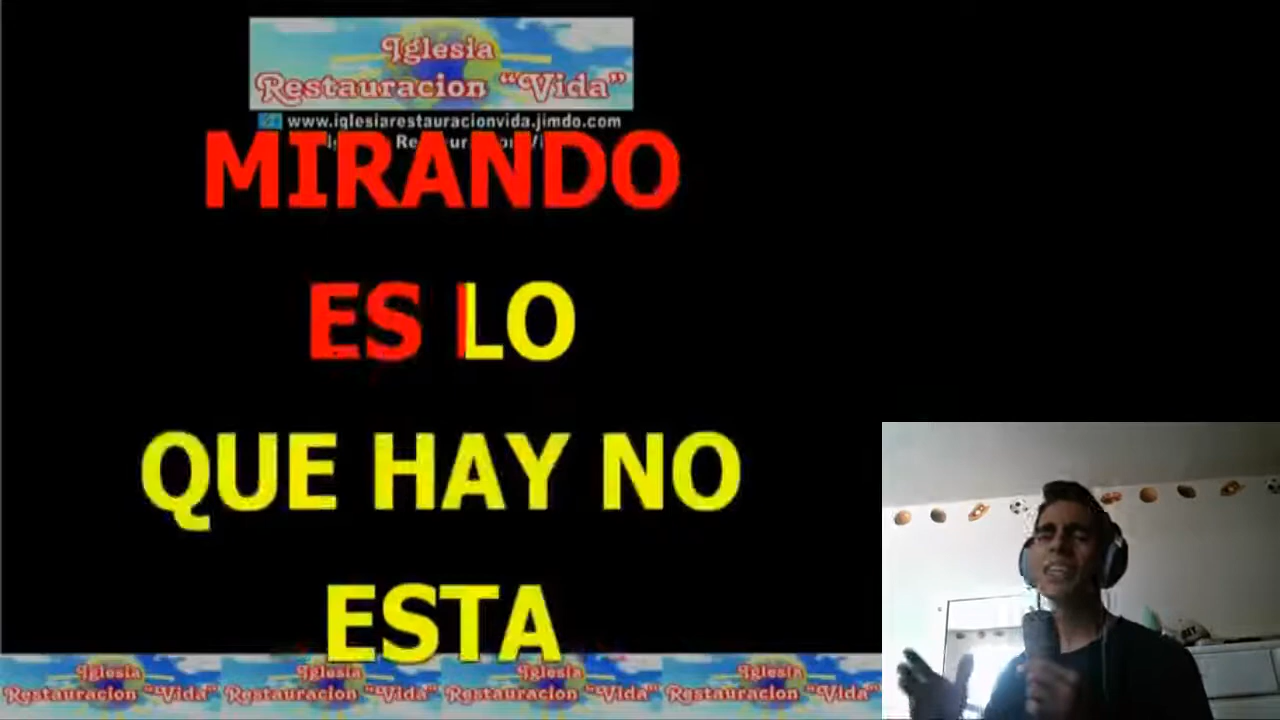 Iglesia
Restauracion “Vida”
www.iglesiarestauracionvida.jimdo.com
MIRANDO
ES LO
QUE HAY NO
ESTA
Iglesia Iglesia Iglesia Iglesia
Restauracion “Vida” Restauracion “Vida” Restauracion “Vida” Restauracion “Vida”